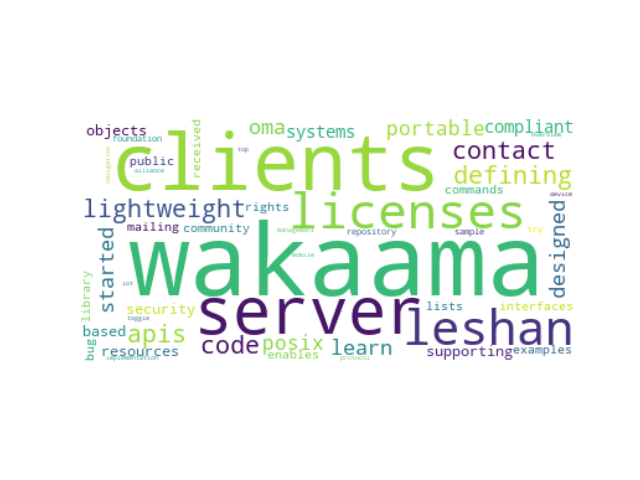 objects
foundation
received
oma
systems
portable
compliant
overview
navigation
public
alliance
clients
top
contact
defining
commands
device
lightweight
rights
licenses
designed
mailing
community
management
repository
sample
try
started
wakaama
mobile
library
iot
security
toggle
server
lists
interfaces
leshan
based
apis
bug
resources
implementation
code
posix
enables
learn
protocol
supporting
examples